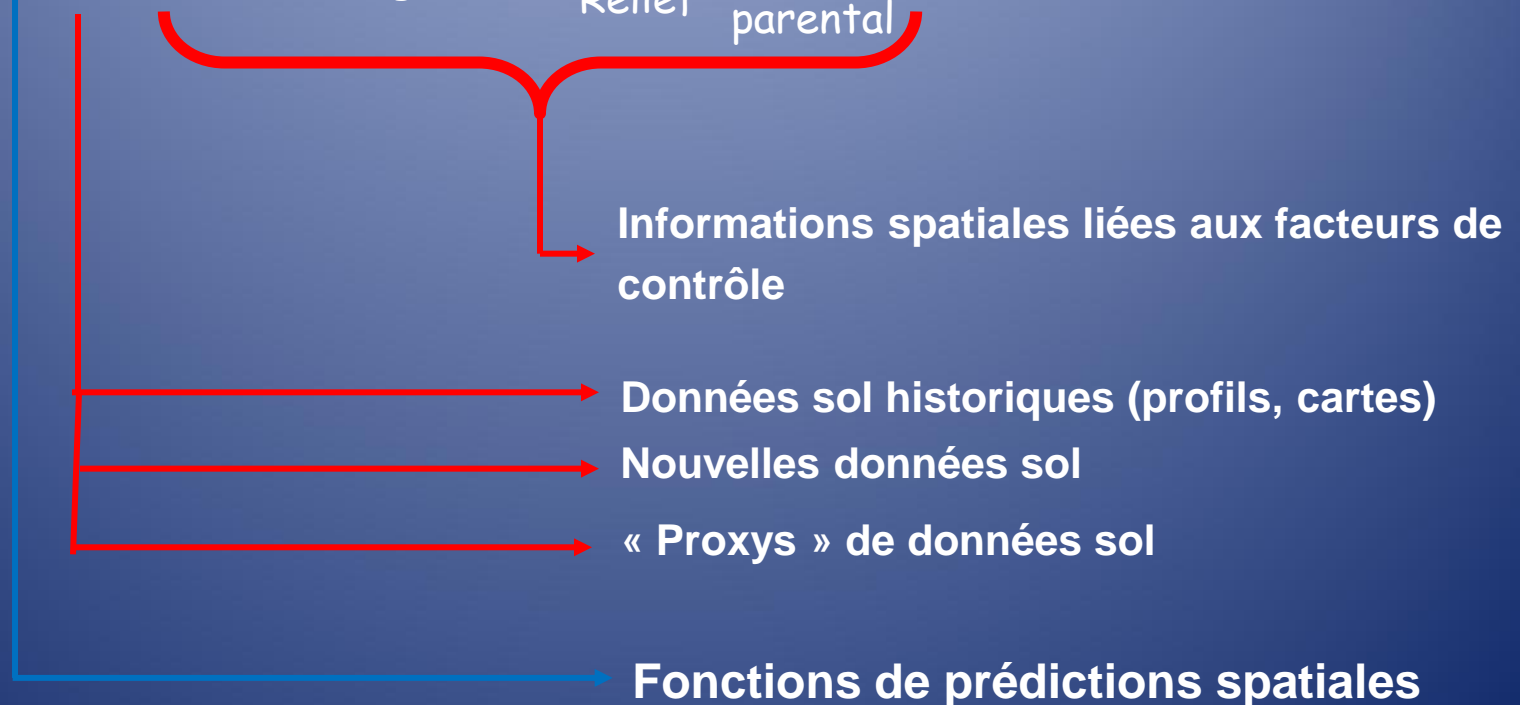 Relief
parental
Informations spatiales liées aux facteurs de
contrôle
Données sol historiques (profils, cartes)
Nouvelles données sol
« Proxys » de données sol
Fonctions de prédictions spatiales